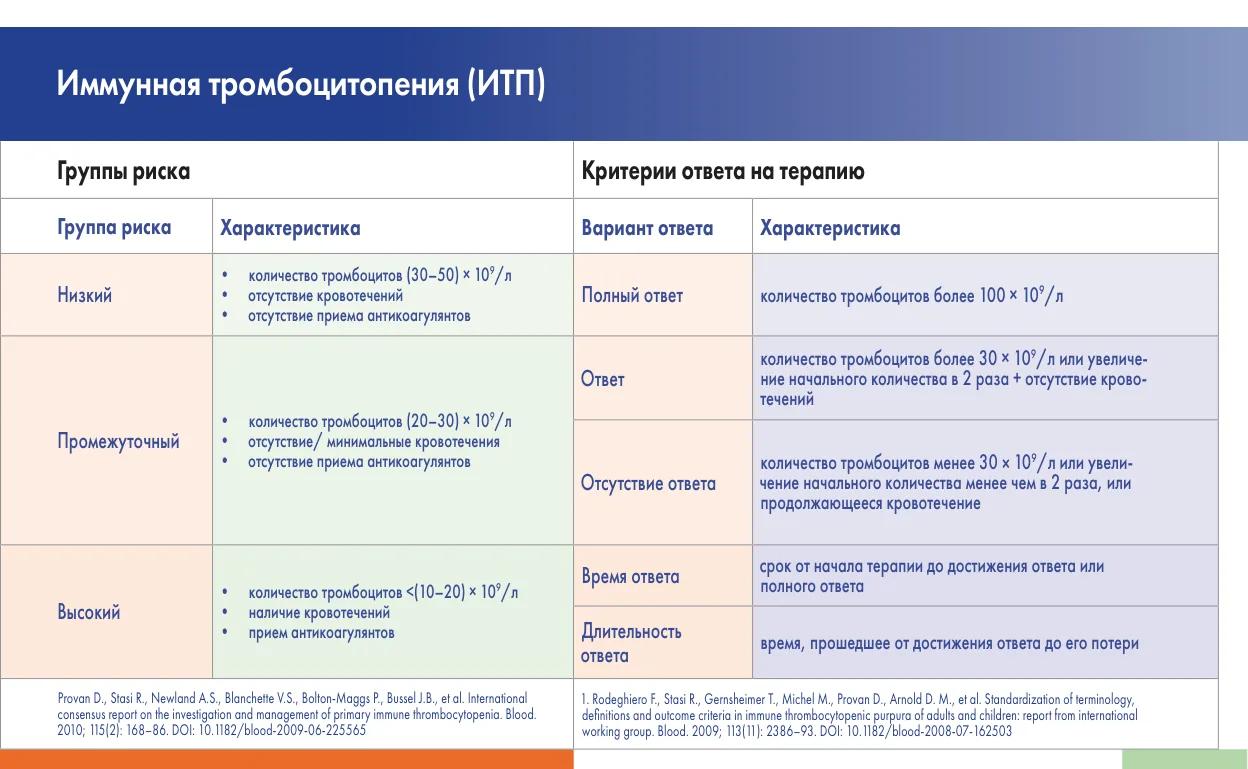 Иммунная тромбоцитопения (ИТП)
Группы риска
Группа риска
Характеристика
Низкий
• количество тромбоцитов (30–50) × 10⁹/л
• отсутствие кровотечений
• отсутствие приема антикоагулянтов
Промежуточный
• количество тромбоцитов (20–30) × 10⁹/л
• отсутствие/ минимальные кровотечения
• отсутствие приема антикоагулянтов
Высокий
• количество тромбоцитов <(10–20) × 10⁹/л
• наличие кровотечений
• прием антикоагулянтов
Provan D., Stasi R., Newland A.S., Blanchette V.S., Bolton-Maggs P., Bussel J.B., et al. International
consensus report on the investigation and management of primary immune thrombocytopenia. Blood.
2010; 115(2): 168–86. DOI: 10.1182/blood-2009-06-225565
Критерии ответа на терапию
Вариант ответа
Характеристика
Полный ответ
количество тромбоцитов более 100 × 10⁹/л
Ответ
количество тромбоцитов более 30 × 10⁹/л или увеличе-
ние начального количества в 2 раза + отсутствие крово-
течений
Отсутствие ответа
количество тромбоцитов менее 30 × 10⁹/л или увели-
чение начального количества менее чем в 2 раза, или
продолжающееся кровотечение
Время ответа
срок от начала терапии до достижения ответа или
полного ответа
Длительность
ответа
время, прошедшее от достижения ответа до его потери
1. Rodeghiero F., Stasi R., Gernsheimer T., Michel M., Provan D., Arnold D. M., et al. Standardization of terminology,
definitions and outcome criteria in immune thrombocytopenic purpura of adults and children: report from international
working group. Blood. 2009; 113(11): 2386–93. DOI: 10.1182/blood-2008-07-162503